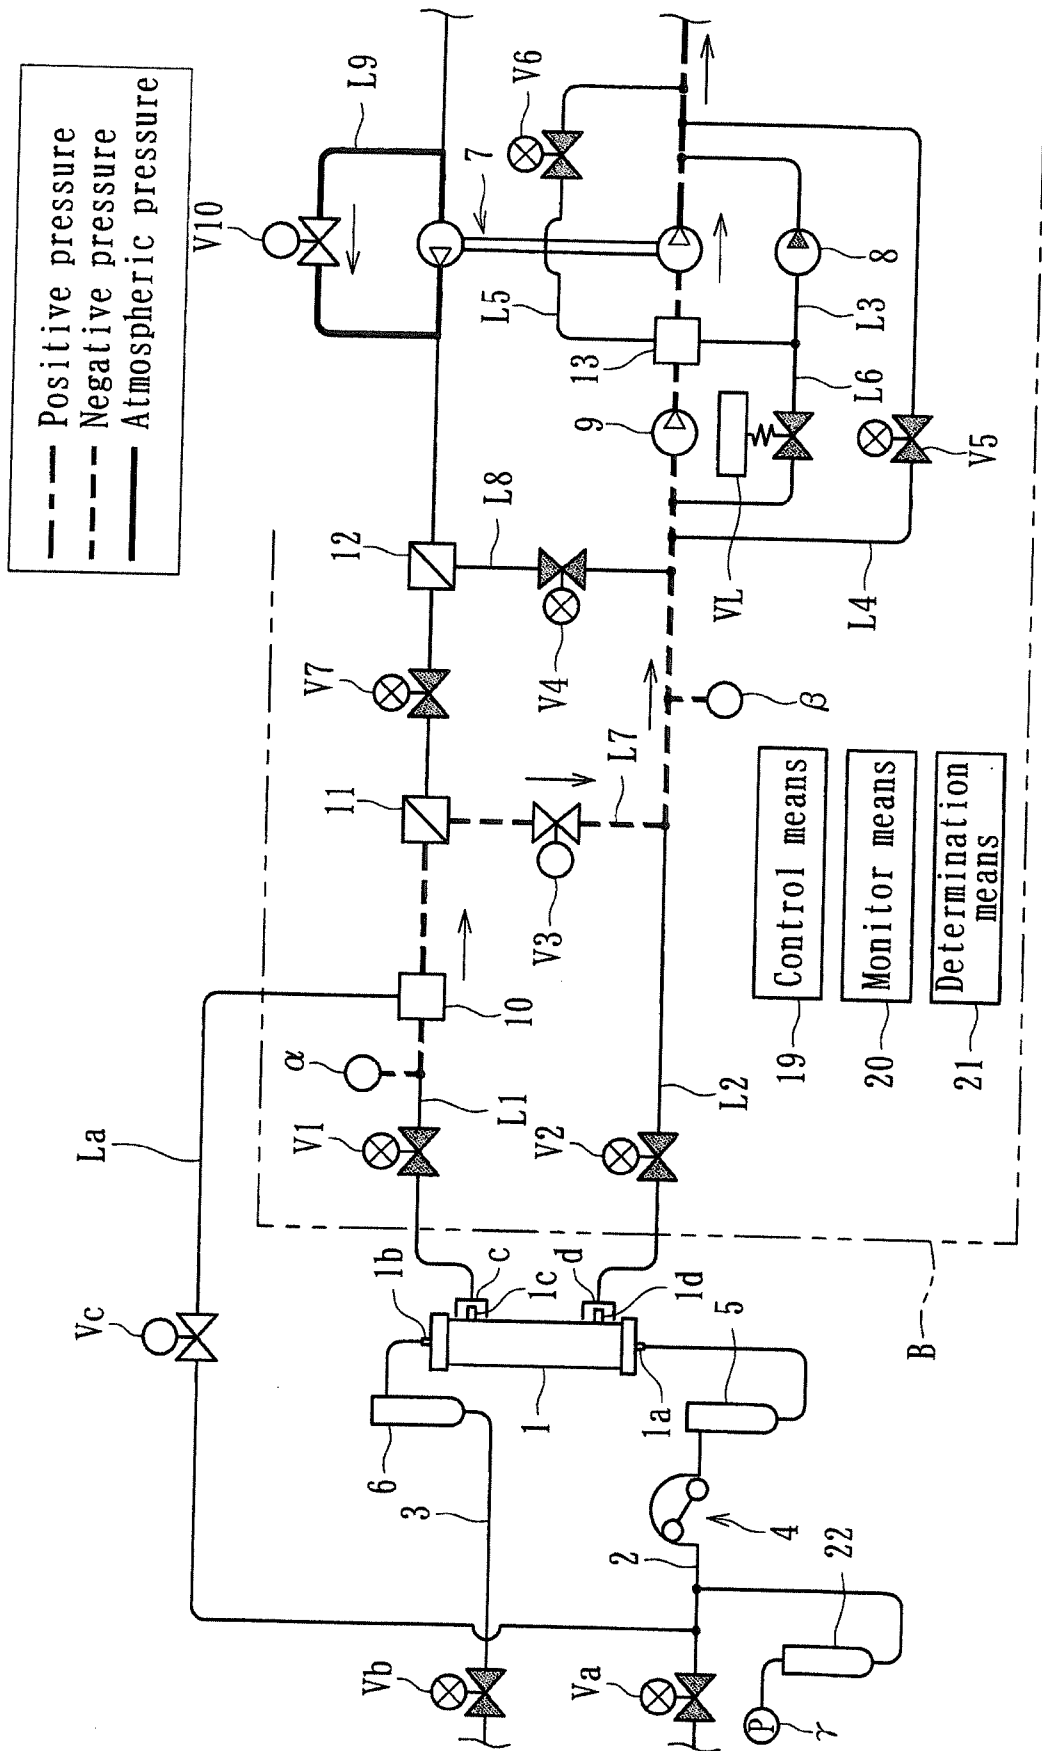 Positive pressure
Negative pressure
Atmospheric pressure
V10
L9
7
V6
L5
13
9
8
L3
L6
V5
VL
L4
12
L8
V4
V7
11
L7
V3
β
10
α
L1
V1
La
L2
V2
Control means
19
Monitor means
20
Determination
means
21
B
Vc
1b
c
1c
d
1d
1
1a
5
6
3
4
2
22
Vb
Va
P
γ